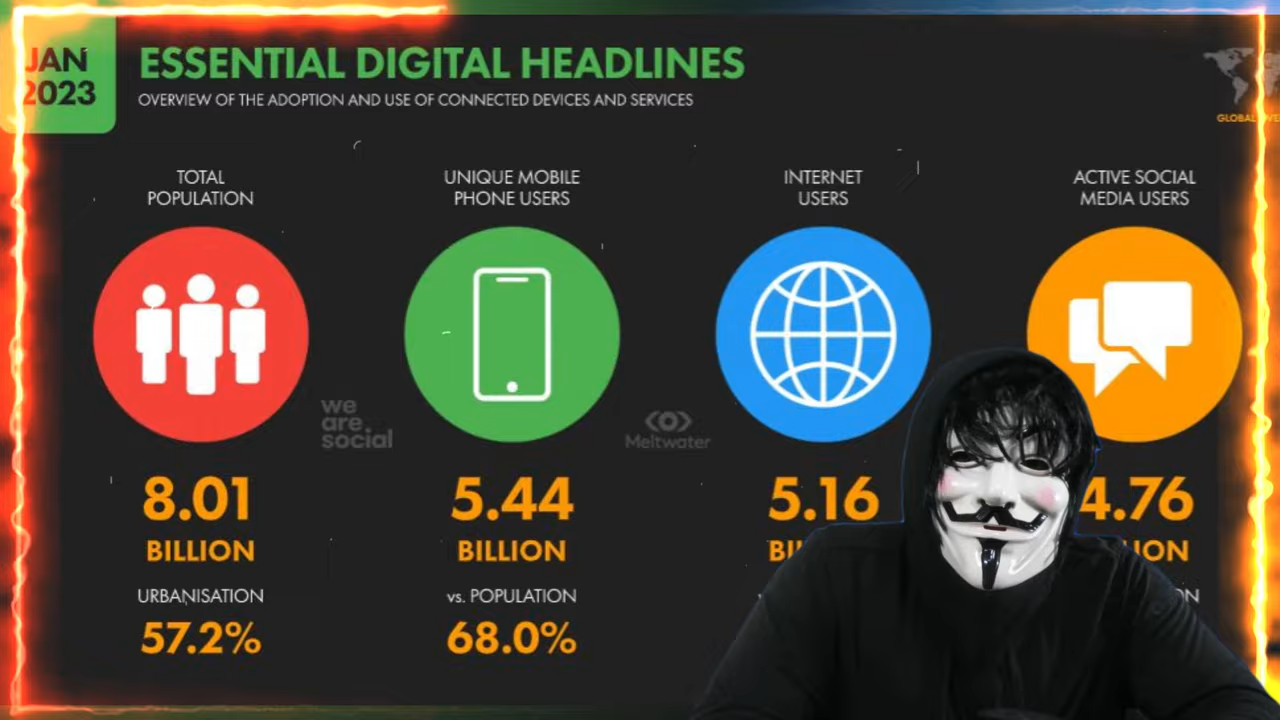 JAN
2023
ESSENTIAL DIGITAL HEADLINES
OVERVIEW OF THE ADOPTION AND USE OF CONNECTED DEVICES AND SERVICES
GLOBAL
TOTAL
POPULATION
UNIQUE MOBILE
PHONE USERS
INTERNET
USERS
ACTIVE SOCIAL
MEDIA USERS
we
are
social
Meltwater
8.01
BILLION
5.44
BILLION
5.16
4.76
URBANISATION
57.2%
vs. POPULATION
68.0%